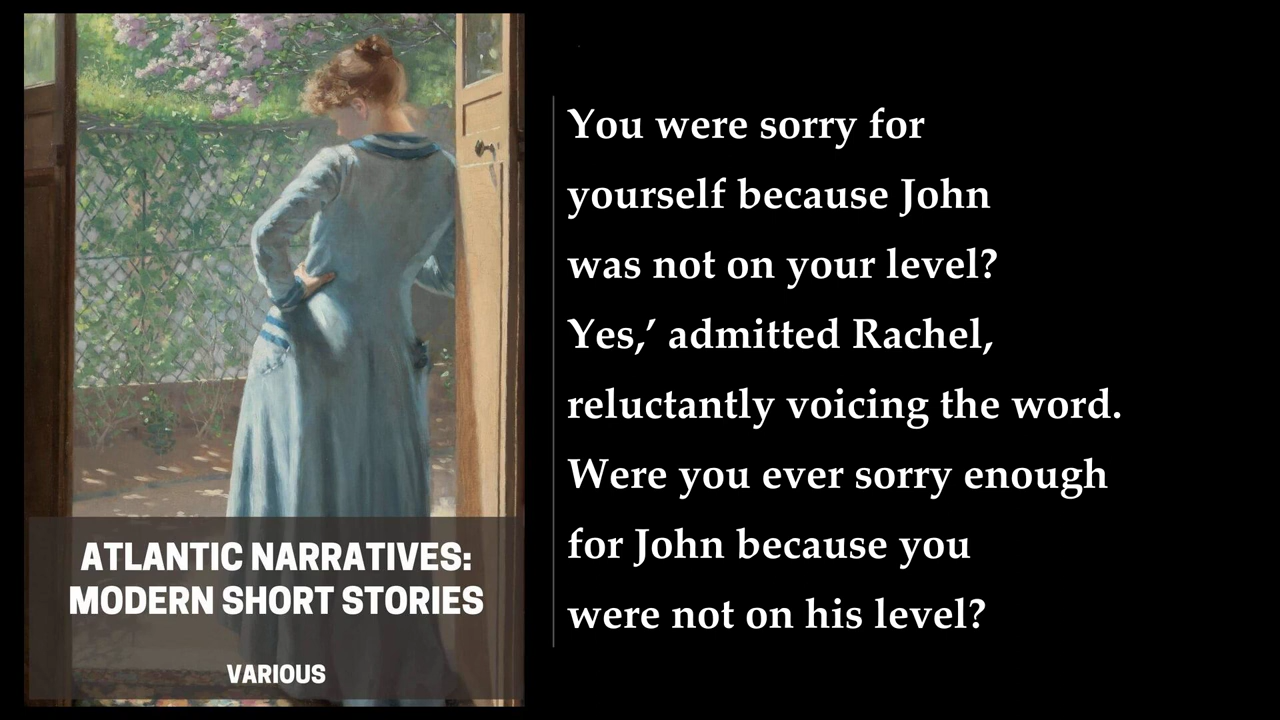 ATLANTIC NARRATIVES:
MODERN SHORT STORIES
VARIOUS
You were sorry for
yourself because John
was not on your level?
Yes,’ admitted Rachel,
reluctantly voicing the word.
Were you ever sorry enough
for John because you
were not on his level?